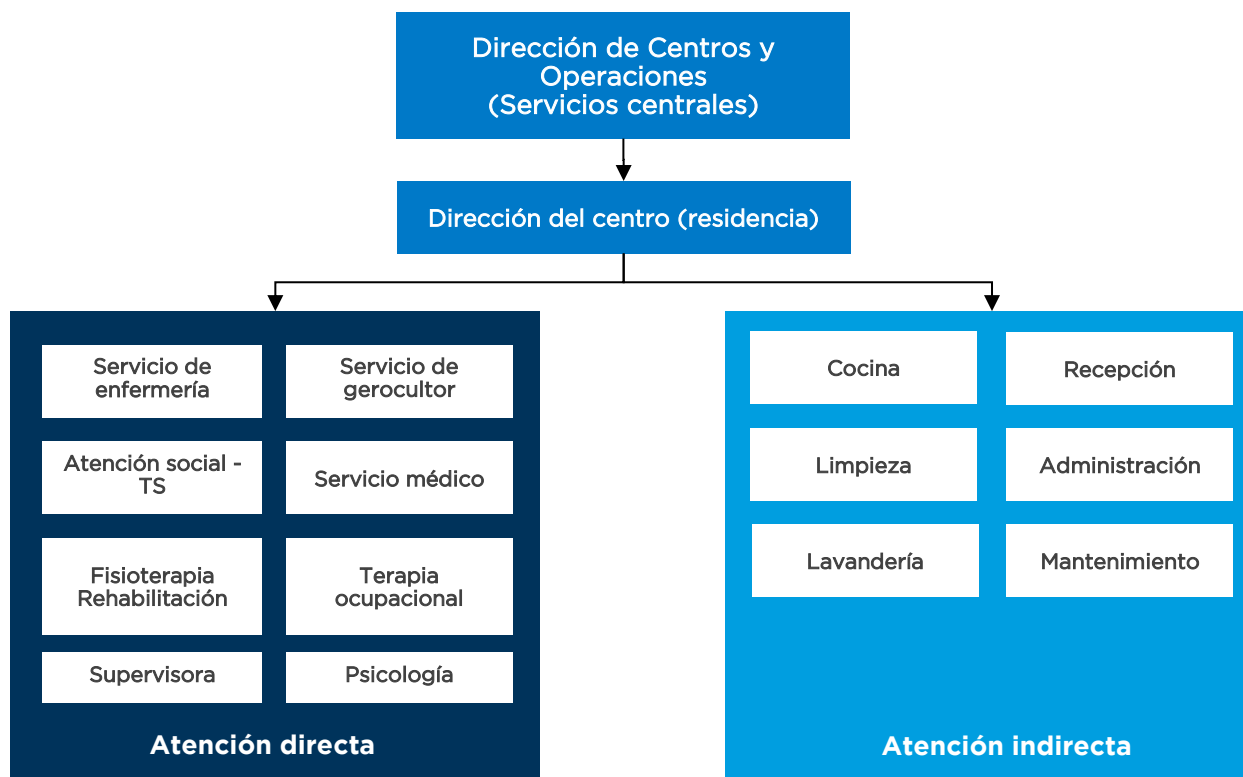 Dirección de Centros y
Operaciones
(Servicios centrales)
Dirección del centro (residencia)
Servicio de
enfermería
Servicio de
gerocultor
Atención social -
TS
Servicio médico
Fisioterapia
Rehabilitación
Terapia
ocupacional
Supervisora
Psicología
Atención directa
Cocina
Recepción
Limpieza
Administración
Lavandería
Mantenimiento
Atención indirecta